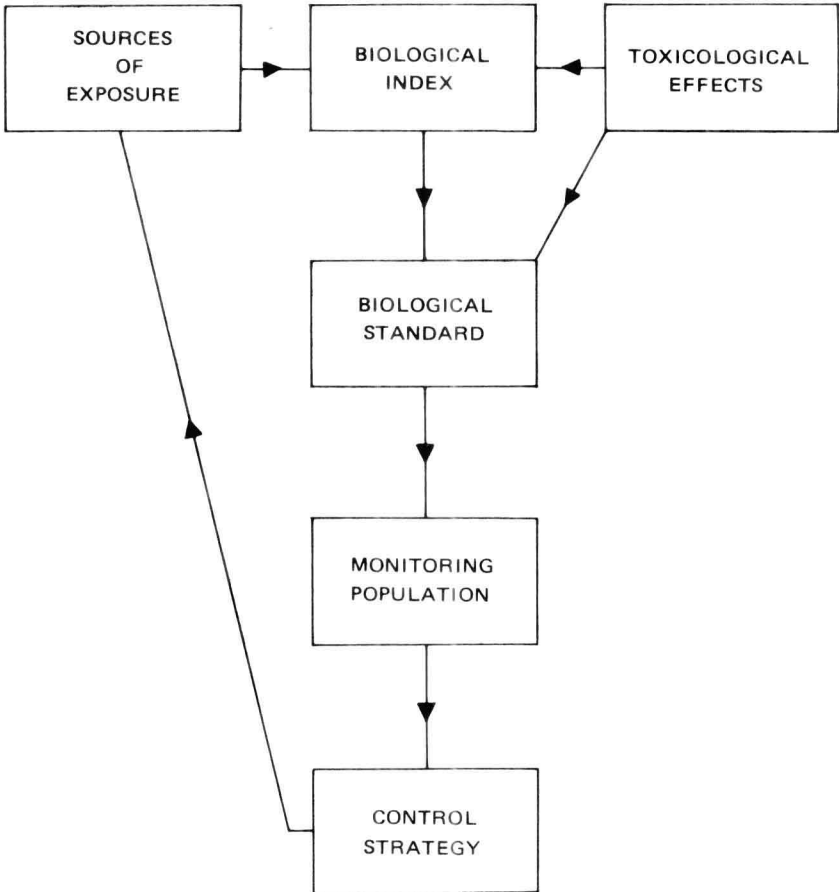 SOURCES
OF
EXPOSURE
BIOLOGICAL
INDEX
TOXICOLOGICAL
EFFECTS
BIOLOGICAL
STANDARD
MONITORING
POPULATION
CONTROL
STRATEGY